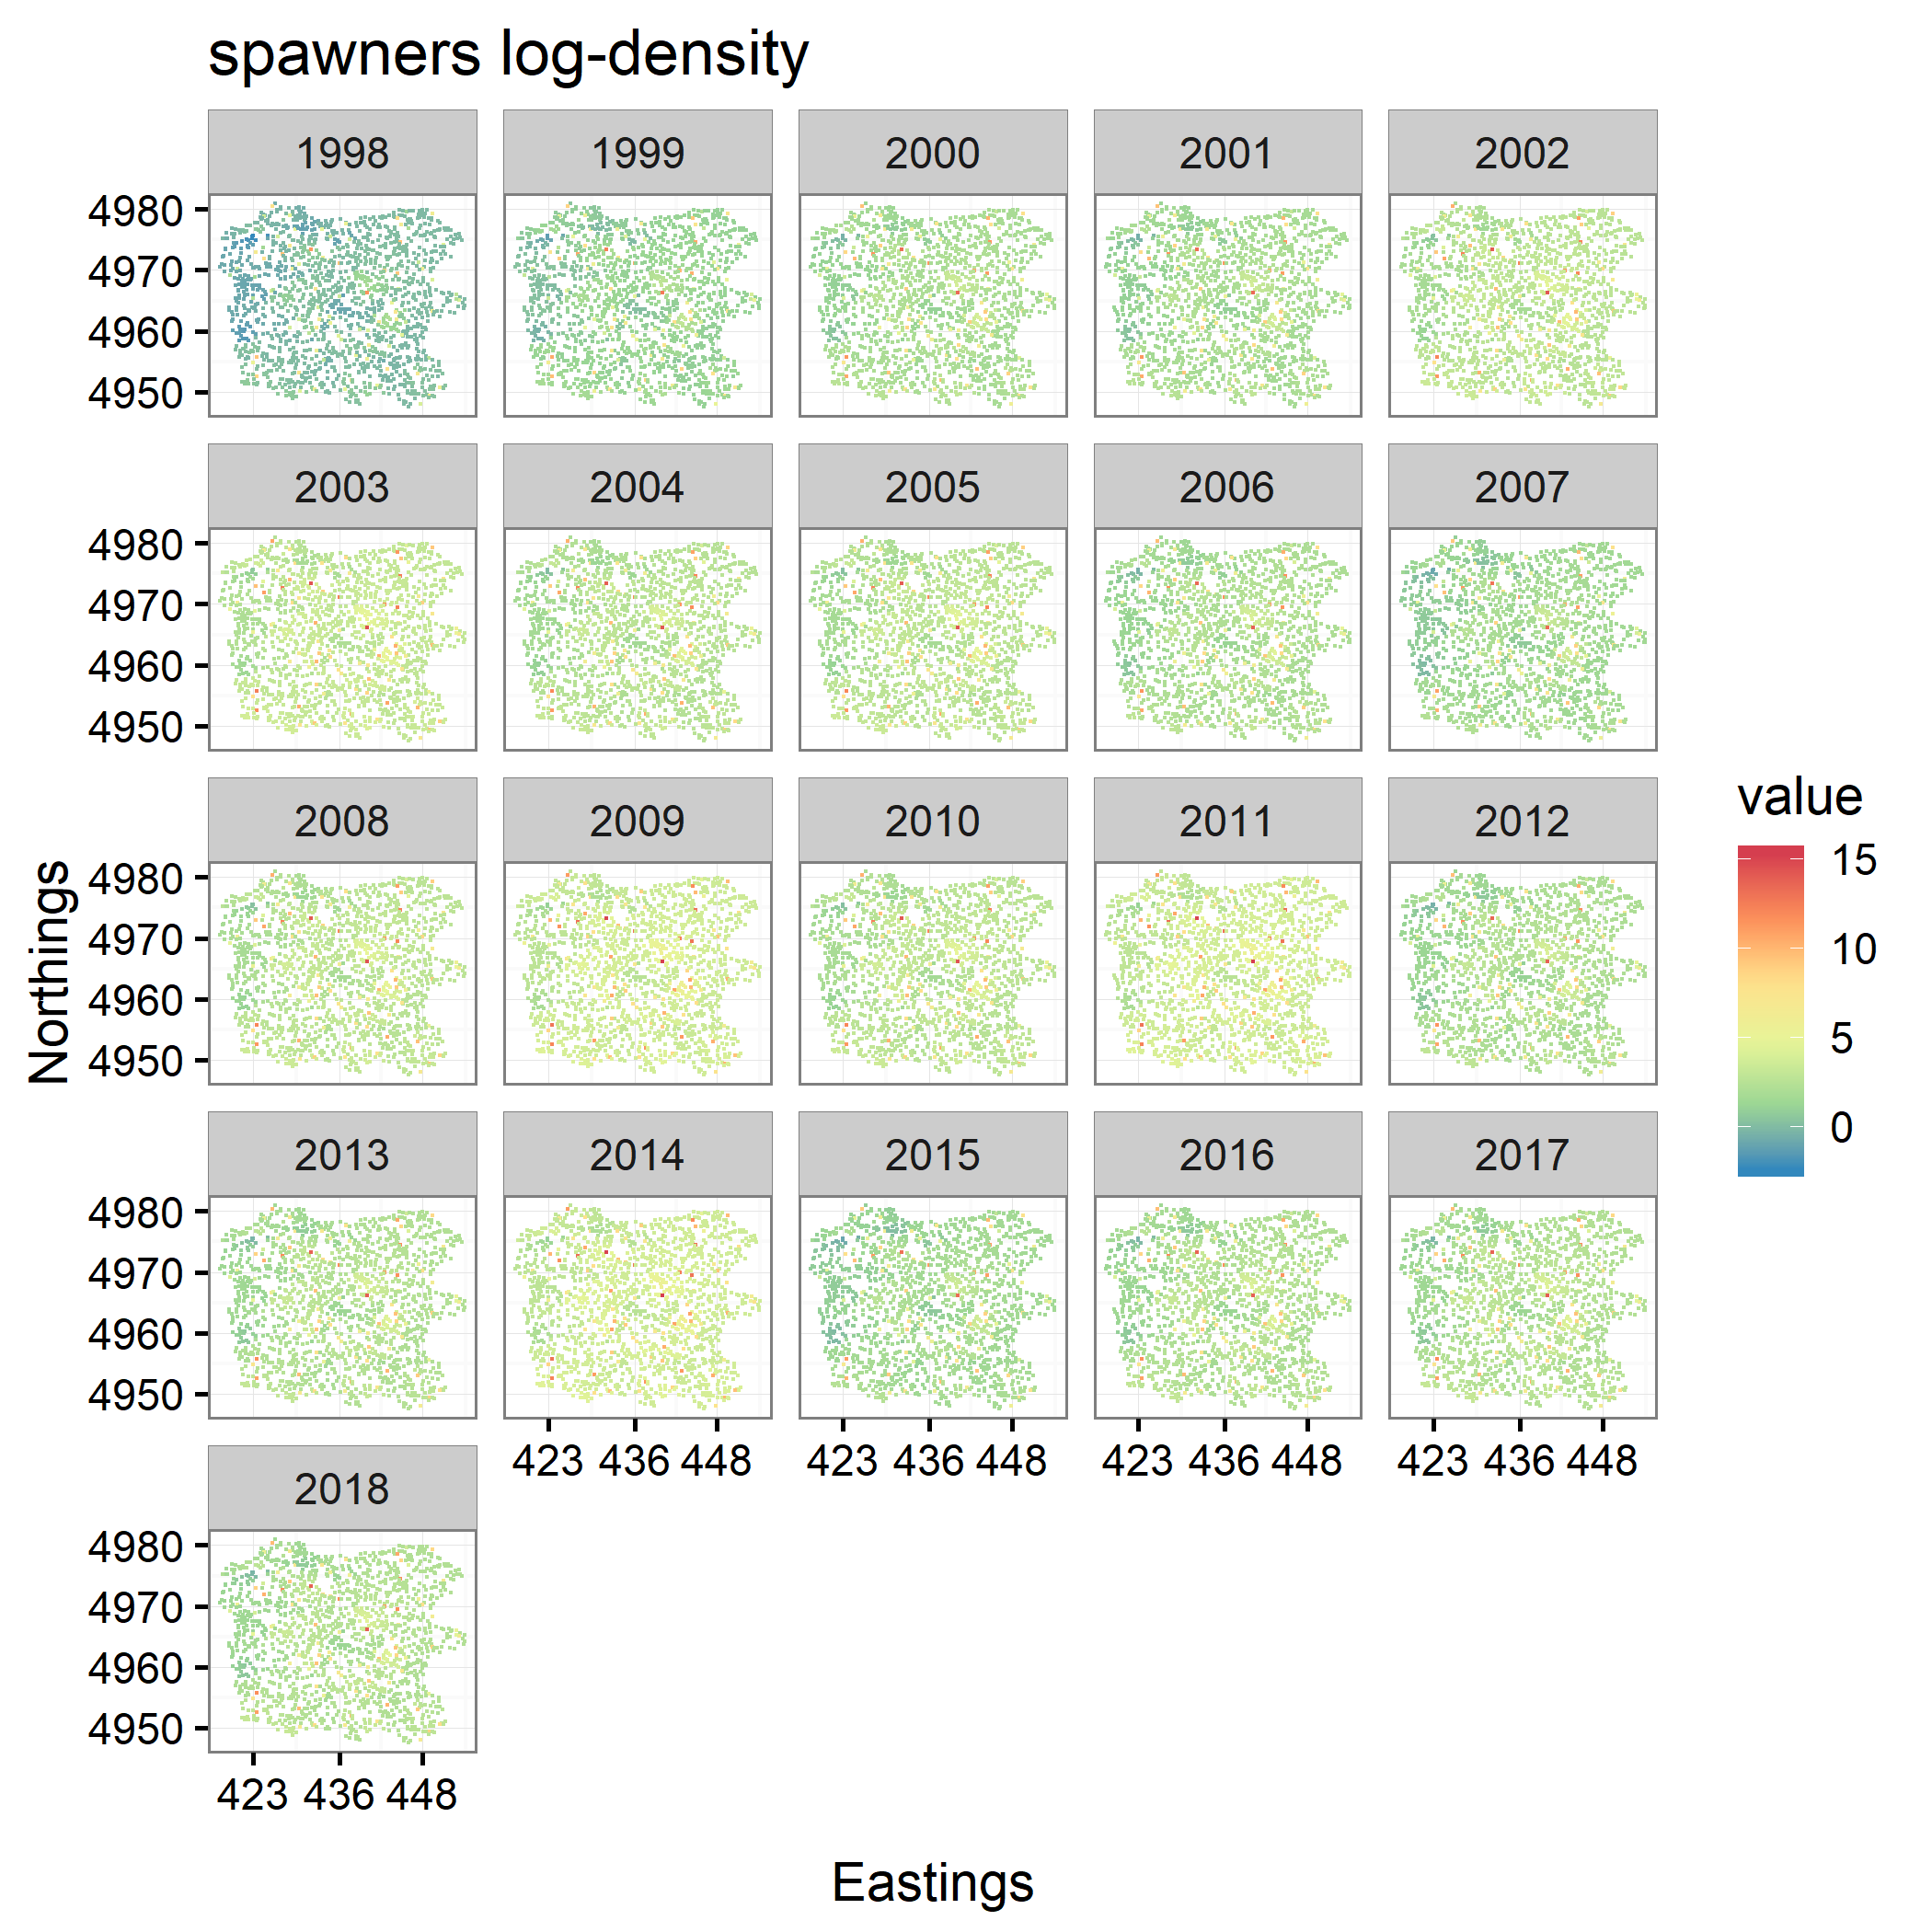 spawners log-density
1998 1999 2000 2001 2002
4980
4970
4960
4950
2003 2004 2005 2006 2007
4980
4970
4960
4950
2008 2009 2010 2011 2012
4980
4970
4960
4950
2013 2014 2015 2016 2017
4980
4970
4960
4950
423 436 448 423 436 448 423 436 448 423 436 448
2018
4980
4970
4960
4950
423 436 448
Eastings
Northings
value
15
10
5
0